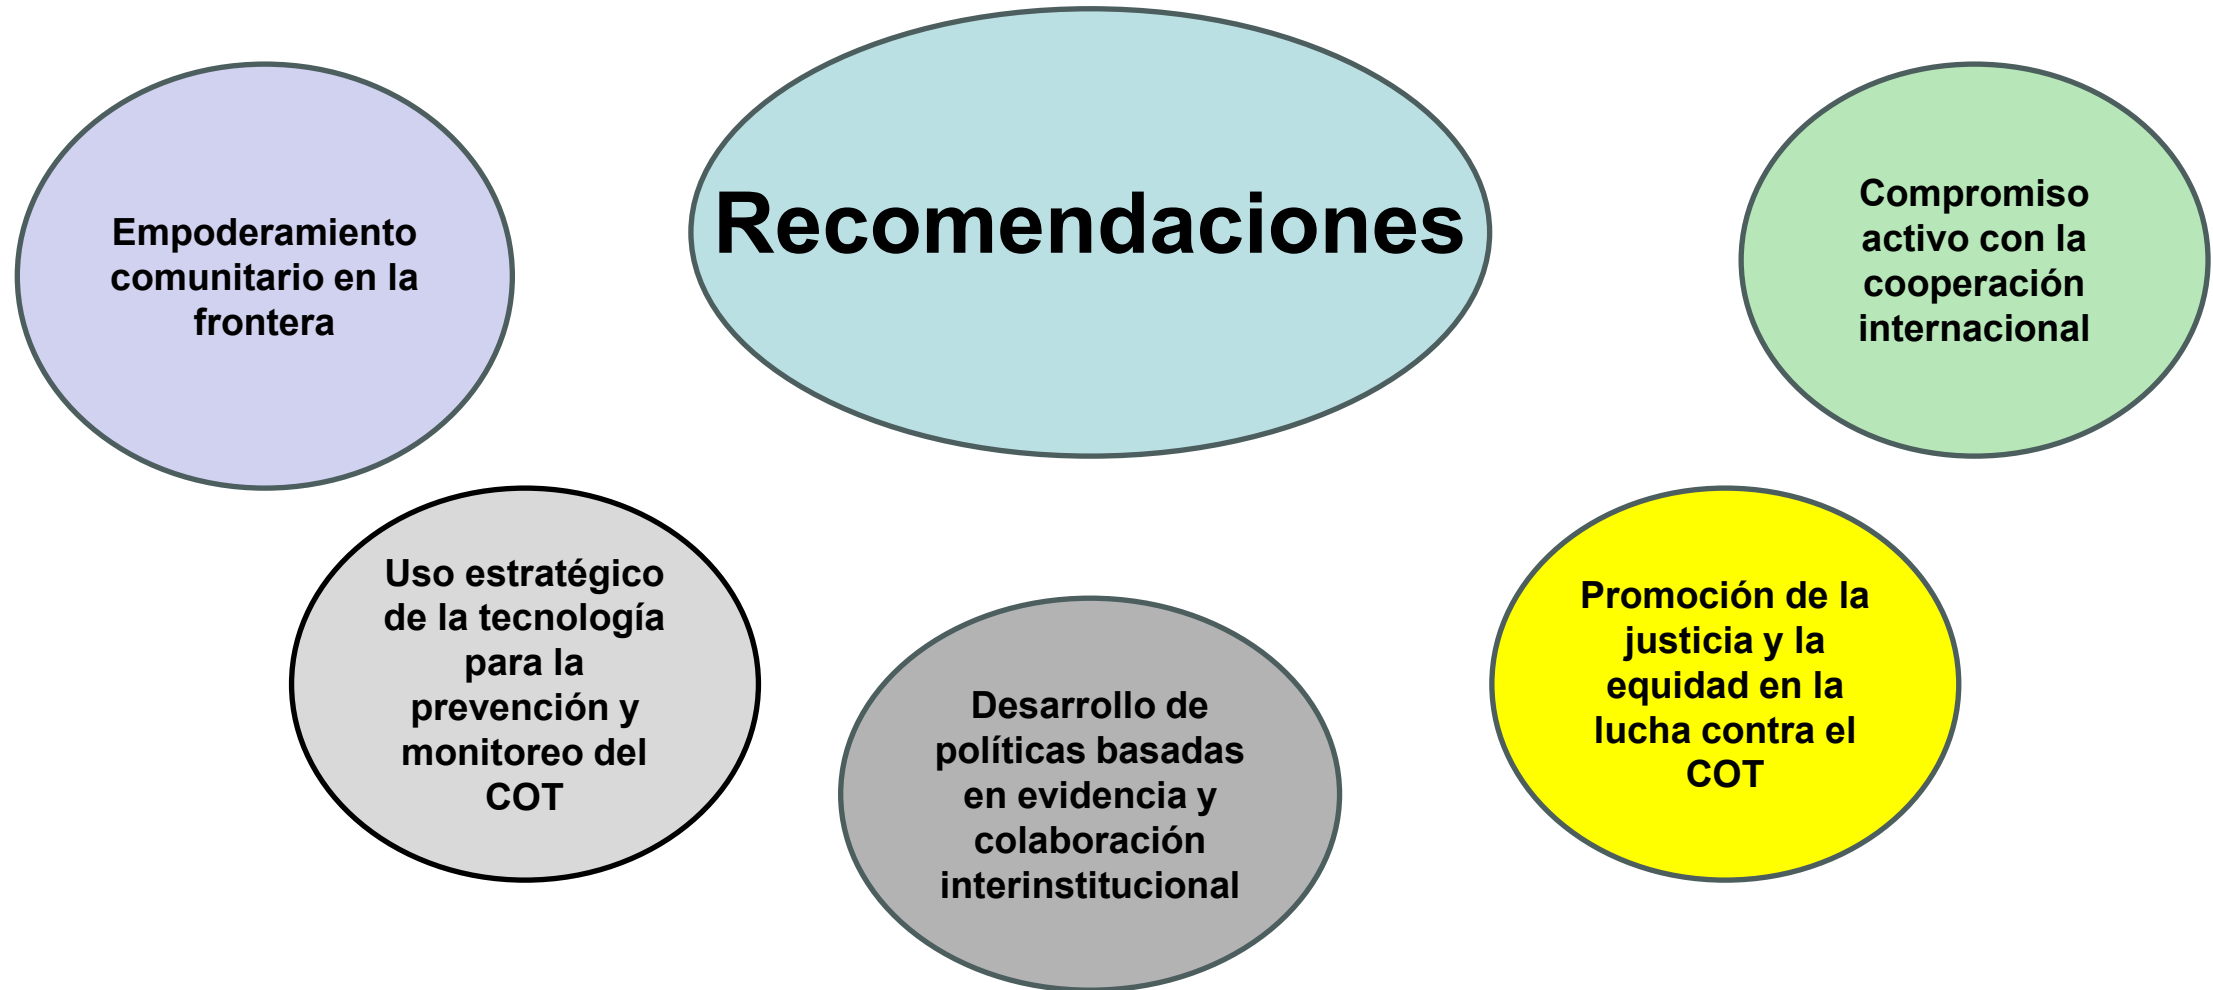 Recomendaciones
Empoderamiento
comunitario en la
frontera
Uso estratégico
de la tecnología
para la
prevención y
monitoreo del
COT
Desarrollo de
políticas basadas
en evidencia y
colaboración
interinstitucional
Promoción de la
justicia y la
equidad en la
lucha contra el
COT
Compromiso
activo con la
cooperación
internacional